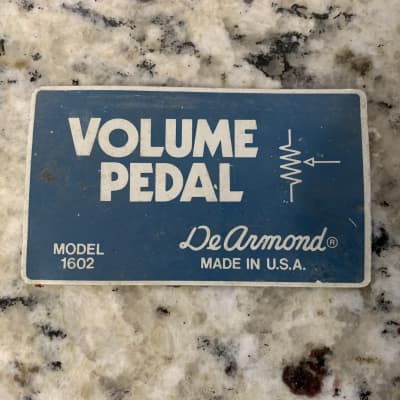 VOLUME
PEDAL
MODEL
1602
DeArmond®
MADE IN U.S.A.